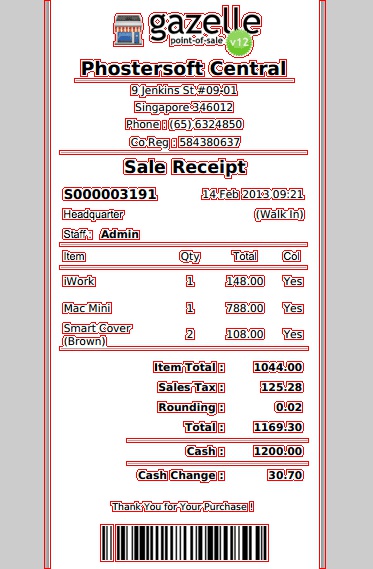 gazelle
point-of-sale v12
Phostersoft Central
9 Jenkins St #09-01
Singapore 346012
Phone : (65) 6324850
Co Reg : 584380637
Sale Receipt
S000003191 14 Feb 2013 09:21
Headquarter (Walk In)
Staff : Admin
Item Qty Total Col
iWork 1 148.00 Yes
Mac Mini 1 788.00 Yes
Smart Cover
(Brown) 2 108.00 Yes
Item Total : 1044.00
Sales Tax : 125.28
Rounding : 0.02
Total : 1169.30
Cash : 1200.00
Cash Change : 30.70
Thank You for Your Purchase !